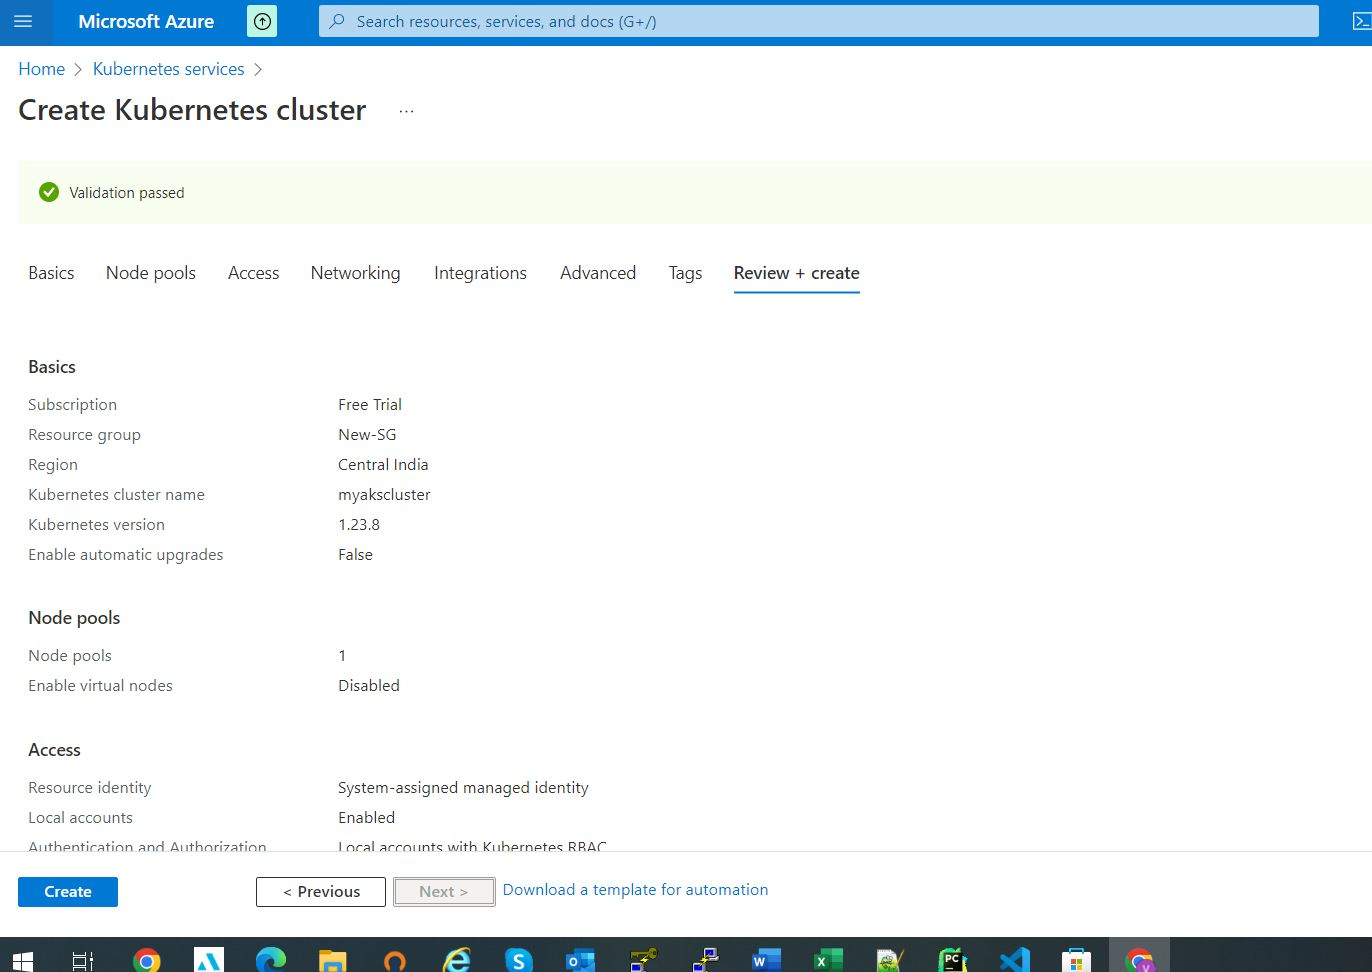 Microsoft Azure
Search resources, services, and docs (G+/)
Home > Kubernetes services >
Create Kubernetes cluster ...
Validation passed
Basics Node pools Access Networking Integrations Advanced Tags Review + create
Basics
Subscription Free Trial
Resource group New-SG
Region Central India
Kubernetes cluster name myakscluster
Kubernetes version 1.23.8
Enable automatic upgrades False
Node pools
Node pools 1
Enable virtual nodes Disabled
Access
Resource identity System-assigned managed identity
Local accounts Enabled
Authentication and Authorization Local accounts with Kubernetes RBAC
Create < Previous Next > Download a template for automation